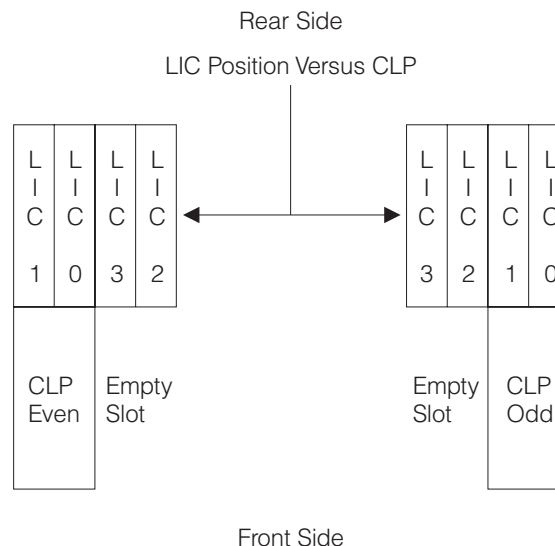 Rear Side
LIC Position Versus CLP
L L L L L L L L
I I I I I I I I
C C C C C C C C
1 0 3 2 3 2 1 0
CLP Empty Empty CLP
Even Slot Slot Odd
Front Side